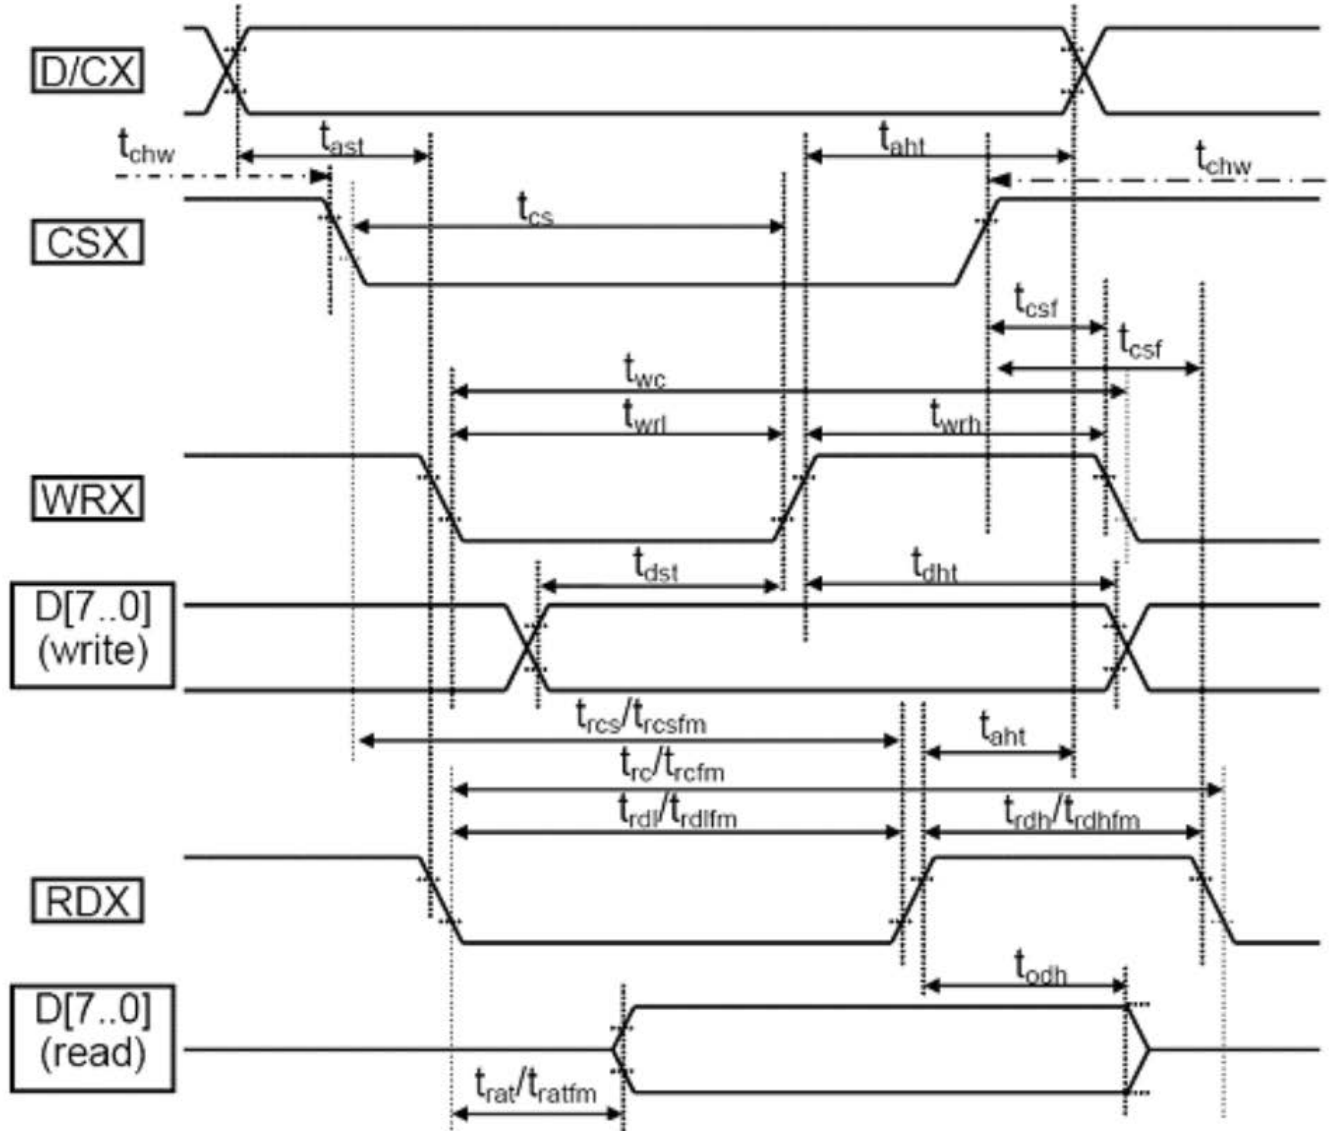 D/CX
tchw
tast
taht
tchw
tcs
CSX
tcsf
tcsf
twc
twrl
twrh
WRX
tdst
tdht
D[7..0]
(write)
trcs/trcsfm
taht
trc/trcfm
trdl/trdlfm
trdh/trdhfm
RDX
todh
D[7..0]
(read)
trat/tratfm